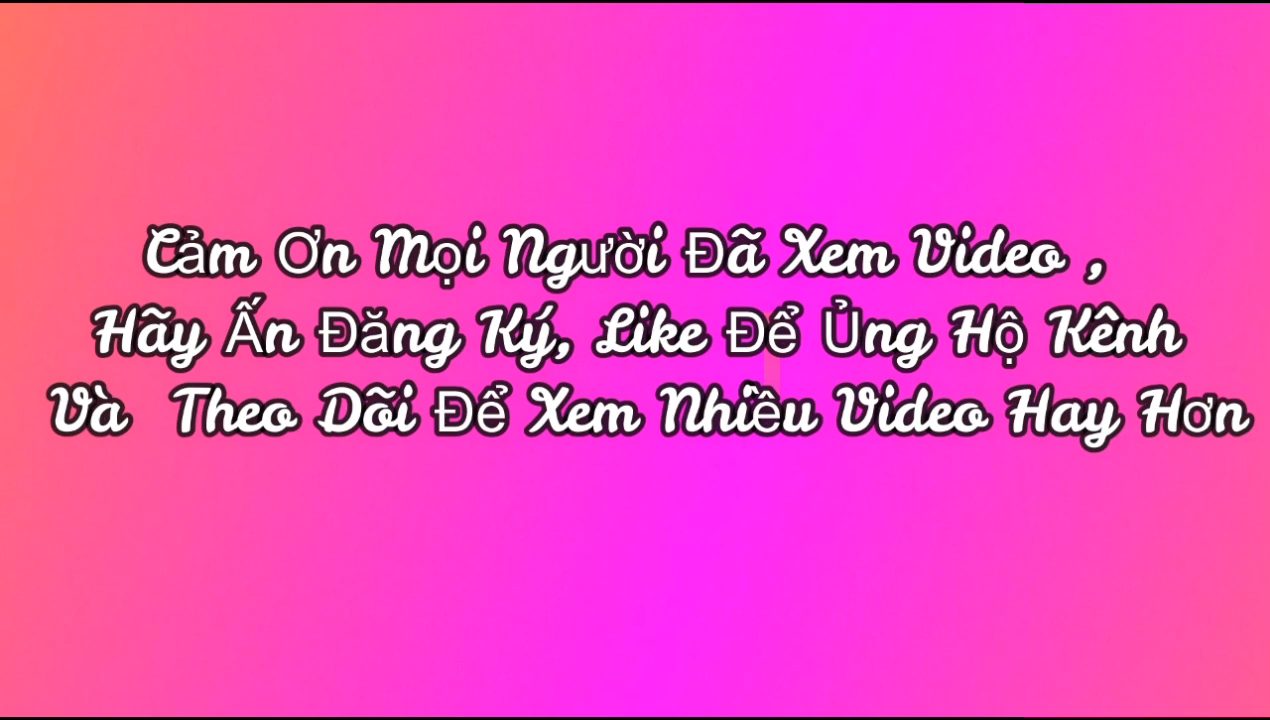 Cảm Ơn Mọi Người Đã Xem Video ,
Hãy Ấn Đăng Ký, Like Để Ủng Hộ Kênh
Và Theo Dõi Để Xem Nhiều Video Hay Hơn